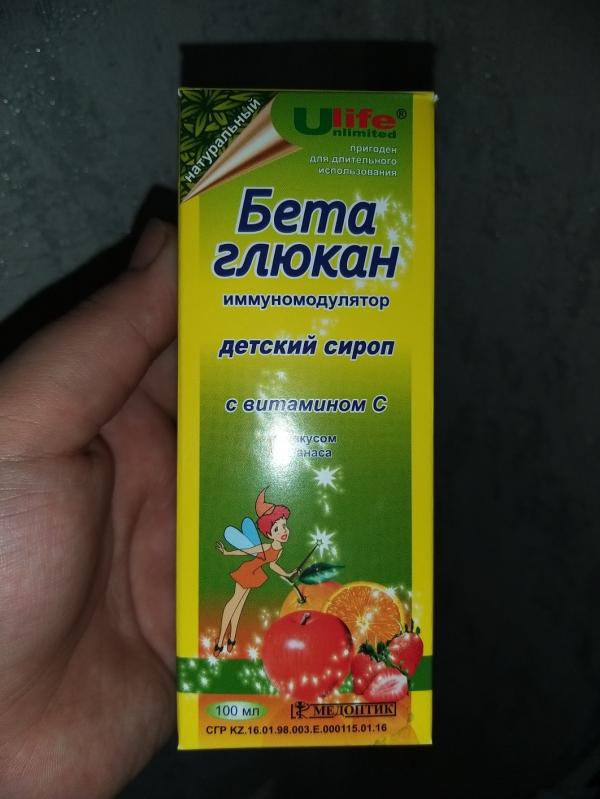 натуральный
Ulife®
Unlimited
пригоден
для длительного
использования
Бета
глюкан
иммуномодулятор
детский сироп
с витамином С
100 мл
МЕДОПТИК
СГР KZ.16.01.98.003.E.000115.01.16